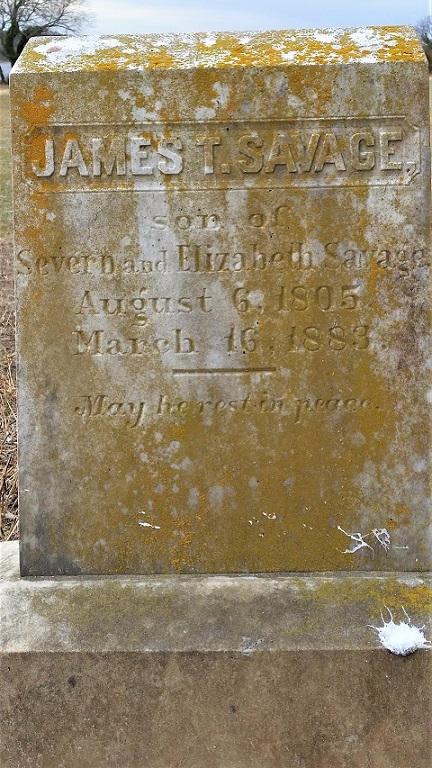 JAMES T. SAVAGE,
son of
Severn and Elizabeth Savage.
August 6, 1805.
March 16, 1883.
May he rest in peace.